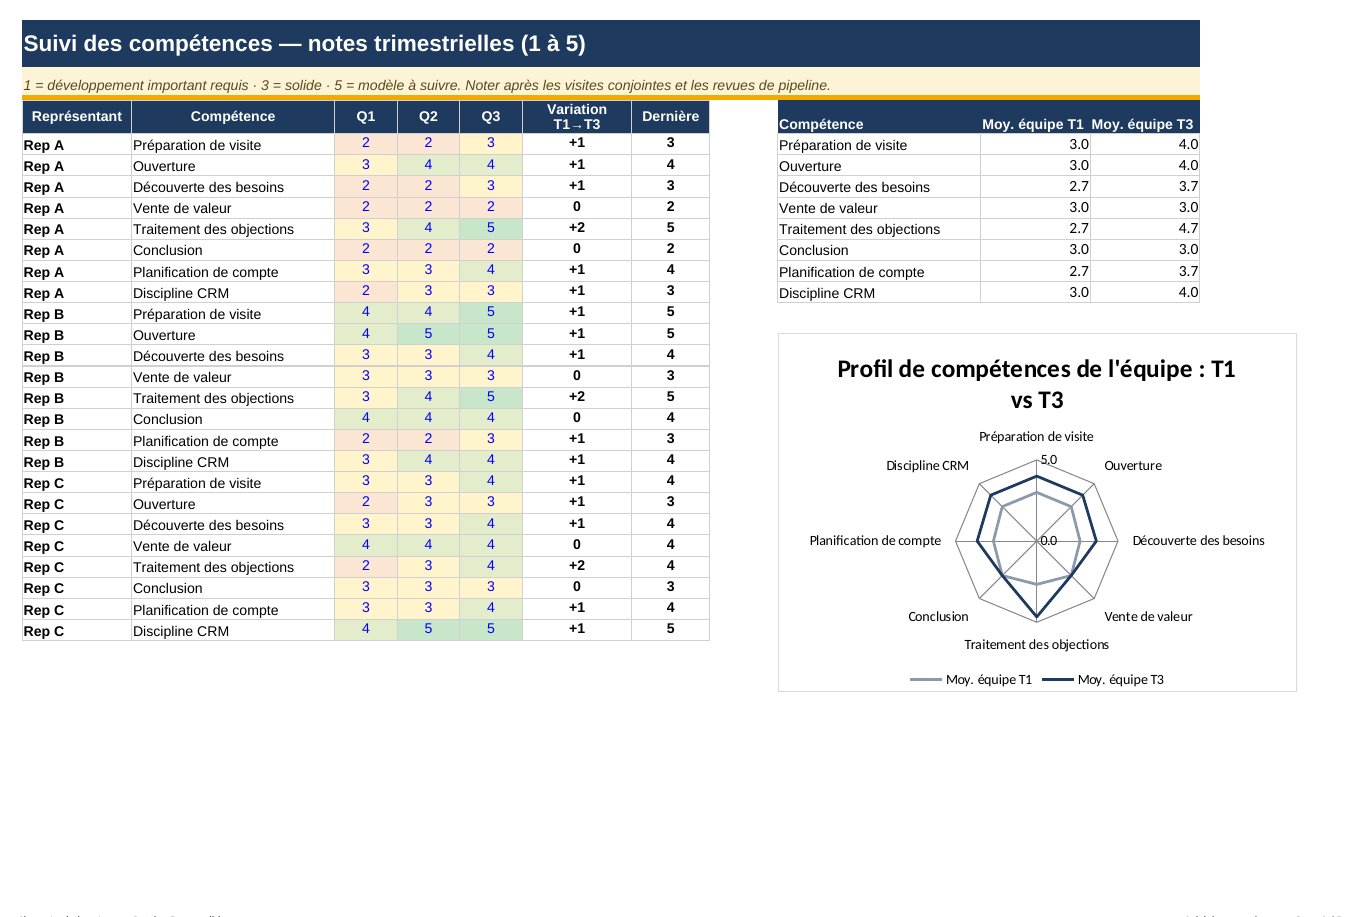 Suivi des compétences — notes trimestrielles (1 à 5)
1 = développement important requis · 3 = solide · 5 = modèle à suivre. Noter après les visites conjointes et les revues de pipeline.
Représentant Compétence Q1 Q2 Q3 Variation T1→T3 Dernière
Rep A Préparation de visite 2 2 3 +1 3
Rep A Ouverture 3 4 4 +1 4
Rep A Découverte des besoins 2 2 3 +1 3
Rep A Vente de valeur 2 2 2 0 2
Rep A Traitement des objections 3 4 5 +2 5
Rep A Conclusion 2 2 2 0 2
Rep A Planification de compte 3 3 4 +1 4
Rep A Discipline CRM 2 3 3 +1 3
Rep B Préparation de visite 4 4 5 +1 5
Rep B Ouverture 4 5 5 +1 5
Rep B Découverte des besoins 3 3 4 +1 4
Rep B Vente de valeur 3 3 3 0 3
Rep B Traitement des objections 3 4 5 +2 5
Rep B Conclusion 4 4 4 0 4
Rep B Planification de compte 2 2 3 +1 3
Rep B Discipline CRM 3 4 4 +1 4
Rep C Préparation de visite 3 3 4 +1 4
Rep C Ouverture 2 3 3 +1 3
Rep C Découverte des besoins 3 3 4 +1 4
Rep C Vente de valeur 4 4 4 0 4
Rep C Traitement des objections 2 3 4 +2 4
Rep C Conclusion 3 3 3 0 3
Rep C Planification de compte 3 3 4 +1 4
Rep C Discipline CRM 4 5 5 +1 5
Compétence Moy. équipe T1 Moy. équipe T3
Préparation de visite 3.0 4.0
Ouverture 3.0 4.0
Découverte des besoins 2.7 3.7
Vente de valeur 3.0 3.0
Traitement des objections 2.7 4.7
Conclusion 3.0 3.0
Planification de compte 2.7 3.7
Discipline CRM 3.0 4.0
Profil de compétences de l'équipe : T1
vs T3
Préparation de visite
5.0
Discipline CRM Ouverture
Planification de compte 0.0 Découverte des besoins
Conclusion Vente de valeur
Traitement des objections
Moy. équipe T1 Moy. équipe T3